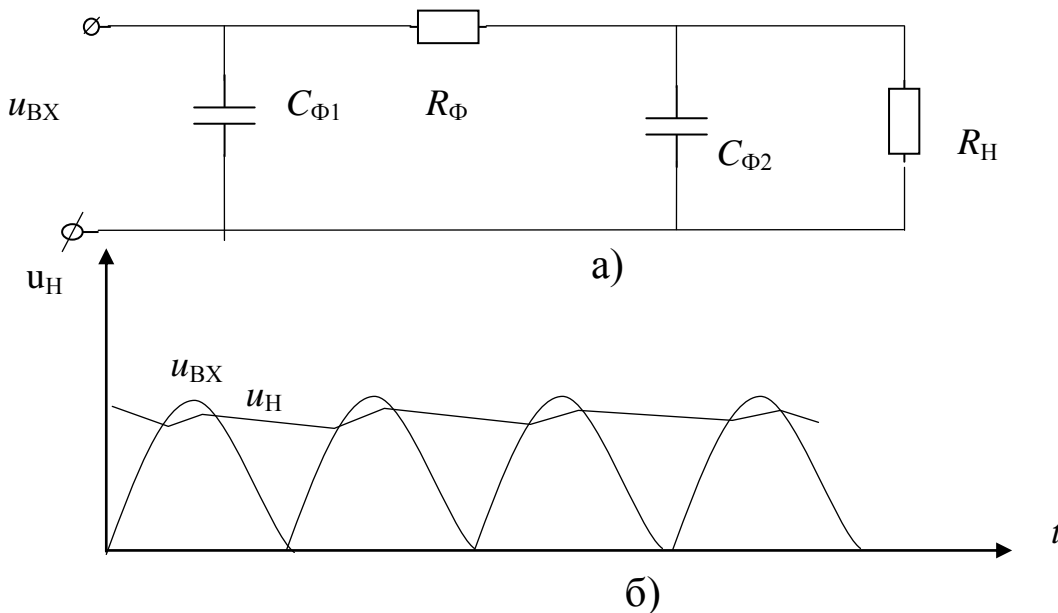 u_ВХ C_Ф1 R_Ф C_Ф2 R_Н
а)
u_Н
u_ВХ
u_Н
t
б)